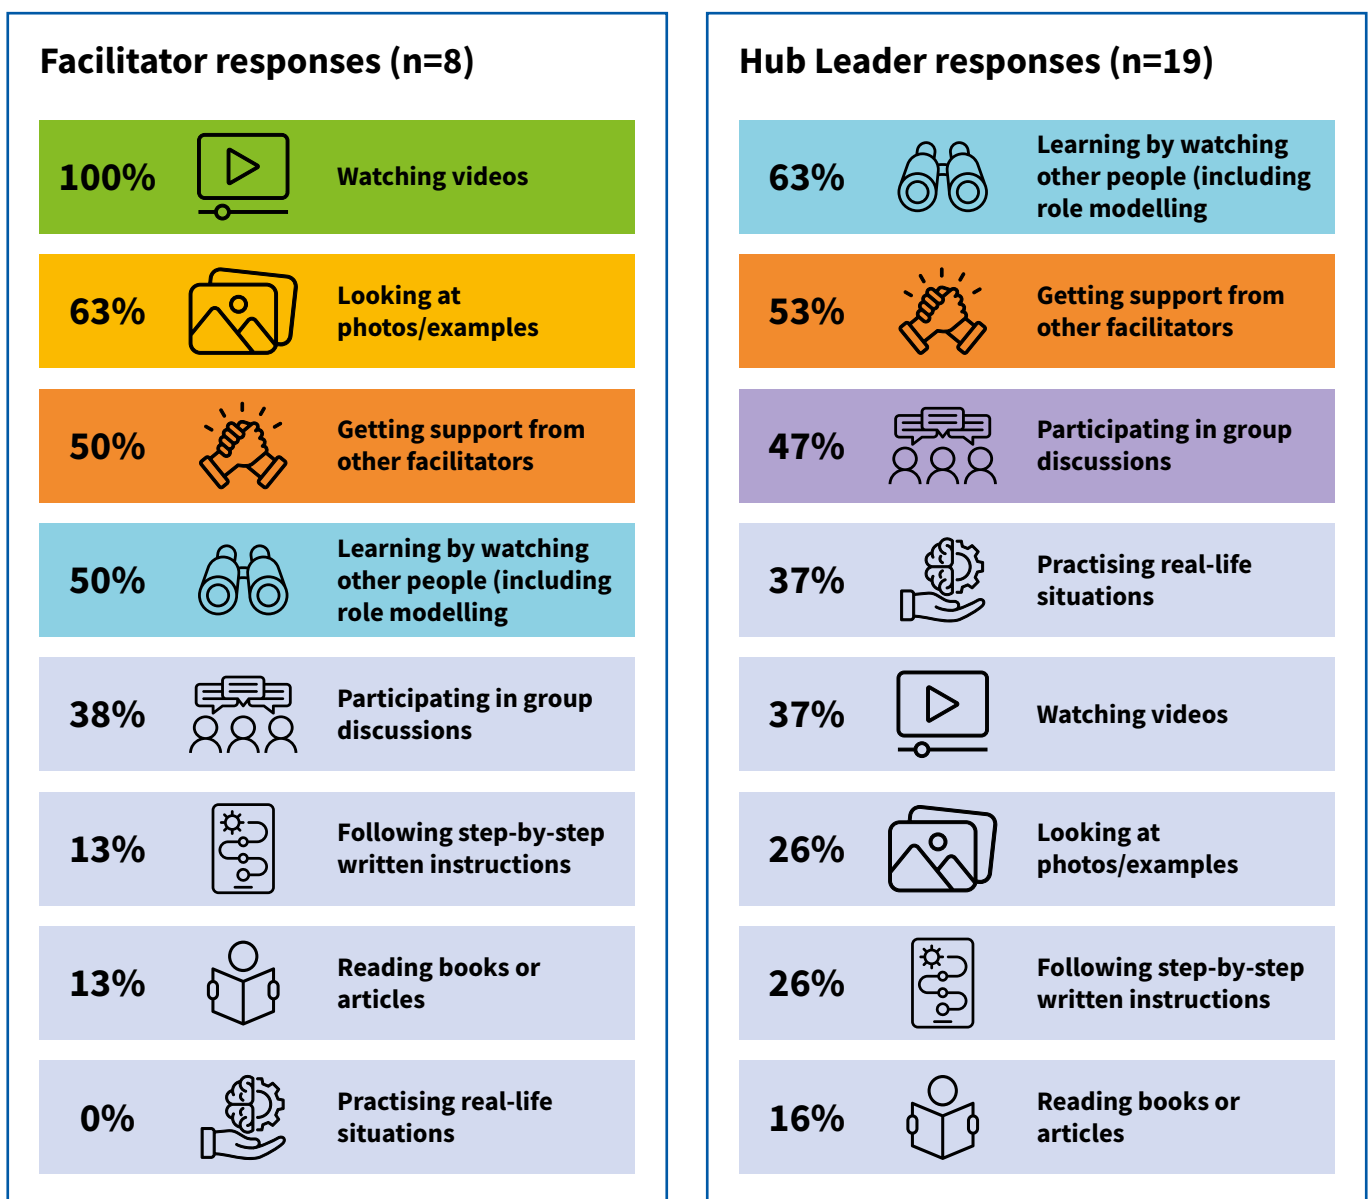 Facilitator responses (n=8)
100%
Watching videos
63%
Looking at
photos/examples
50%
Getting support from
other facilitators
50%
Learning by watching
other people (including
role modelling
38%
Participating in group
discussions
13%
Following step-by-step
written instructions
13%
Reading books or
articles
0%
Practising real-life
situations
Hub Leader responses (n=19)
63%
Learning by watching
other people (including
role modelling
53%
Getting support from
other facilitators
47%
Participating in group
discussions
37%
Practising real-life
situations
37%
Watching videos
26%
Looking at
photos/examples
26%
Following step-by-step
written instructions
16%
Reading books or
articles